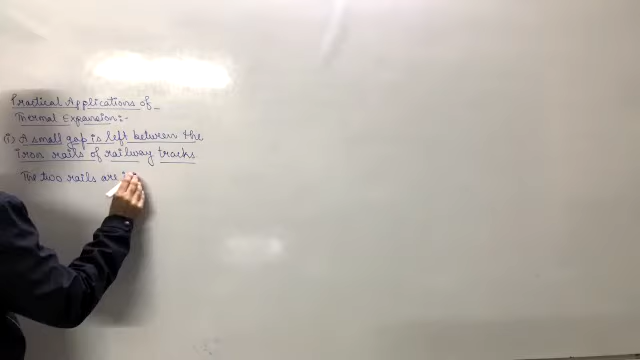 Practical Applications of
Thermal Expansion:-
(i) A small gap is left between the
iron rails of railway tracks
The two rails are